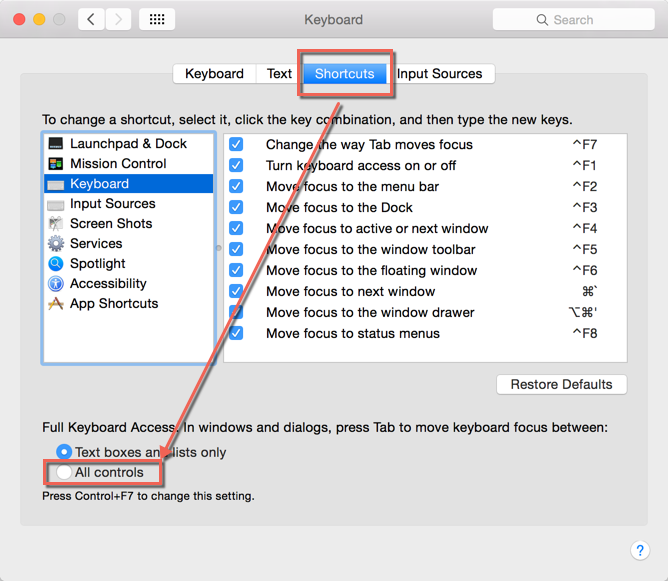 Keyboard
Search
Keyboard Text Shortcuts Input Sources
To change a shortcut, select it, click the key combination, and then type the new keys.
Launchpad & Dock
Mission Control
Keyboard
Input Sources
Screen Shots
Services
Spotlight
Accessibility
App Shortcuts
Change the way Tab moves focus ^F7
Turn keyboard access on or off ^F1
Move focus to the menu bar ^F2
Move focus to the Dock ^F3
Move focus to active or next window ^F4
Move focus to the window toolbar ^F5
Move focus to the floating window ^F6
Move focus to next window ⌘`
Move focus to the window drawer ⌥⌘'
Move focus to status menus ^F8
Restore Defaults
Full Keyboard Access: In windows and dialogs, press Tab to move keyboard focus between:
Text boxes and lists only
All controls
Press Control+F7 to change this setting.
?